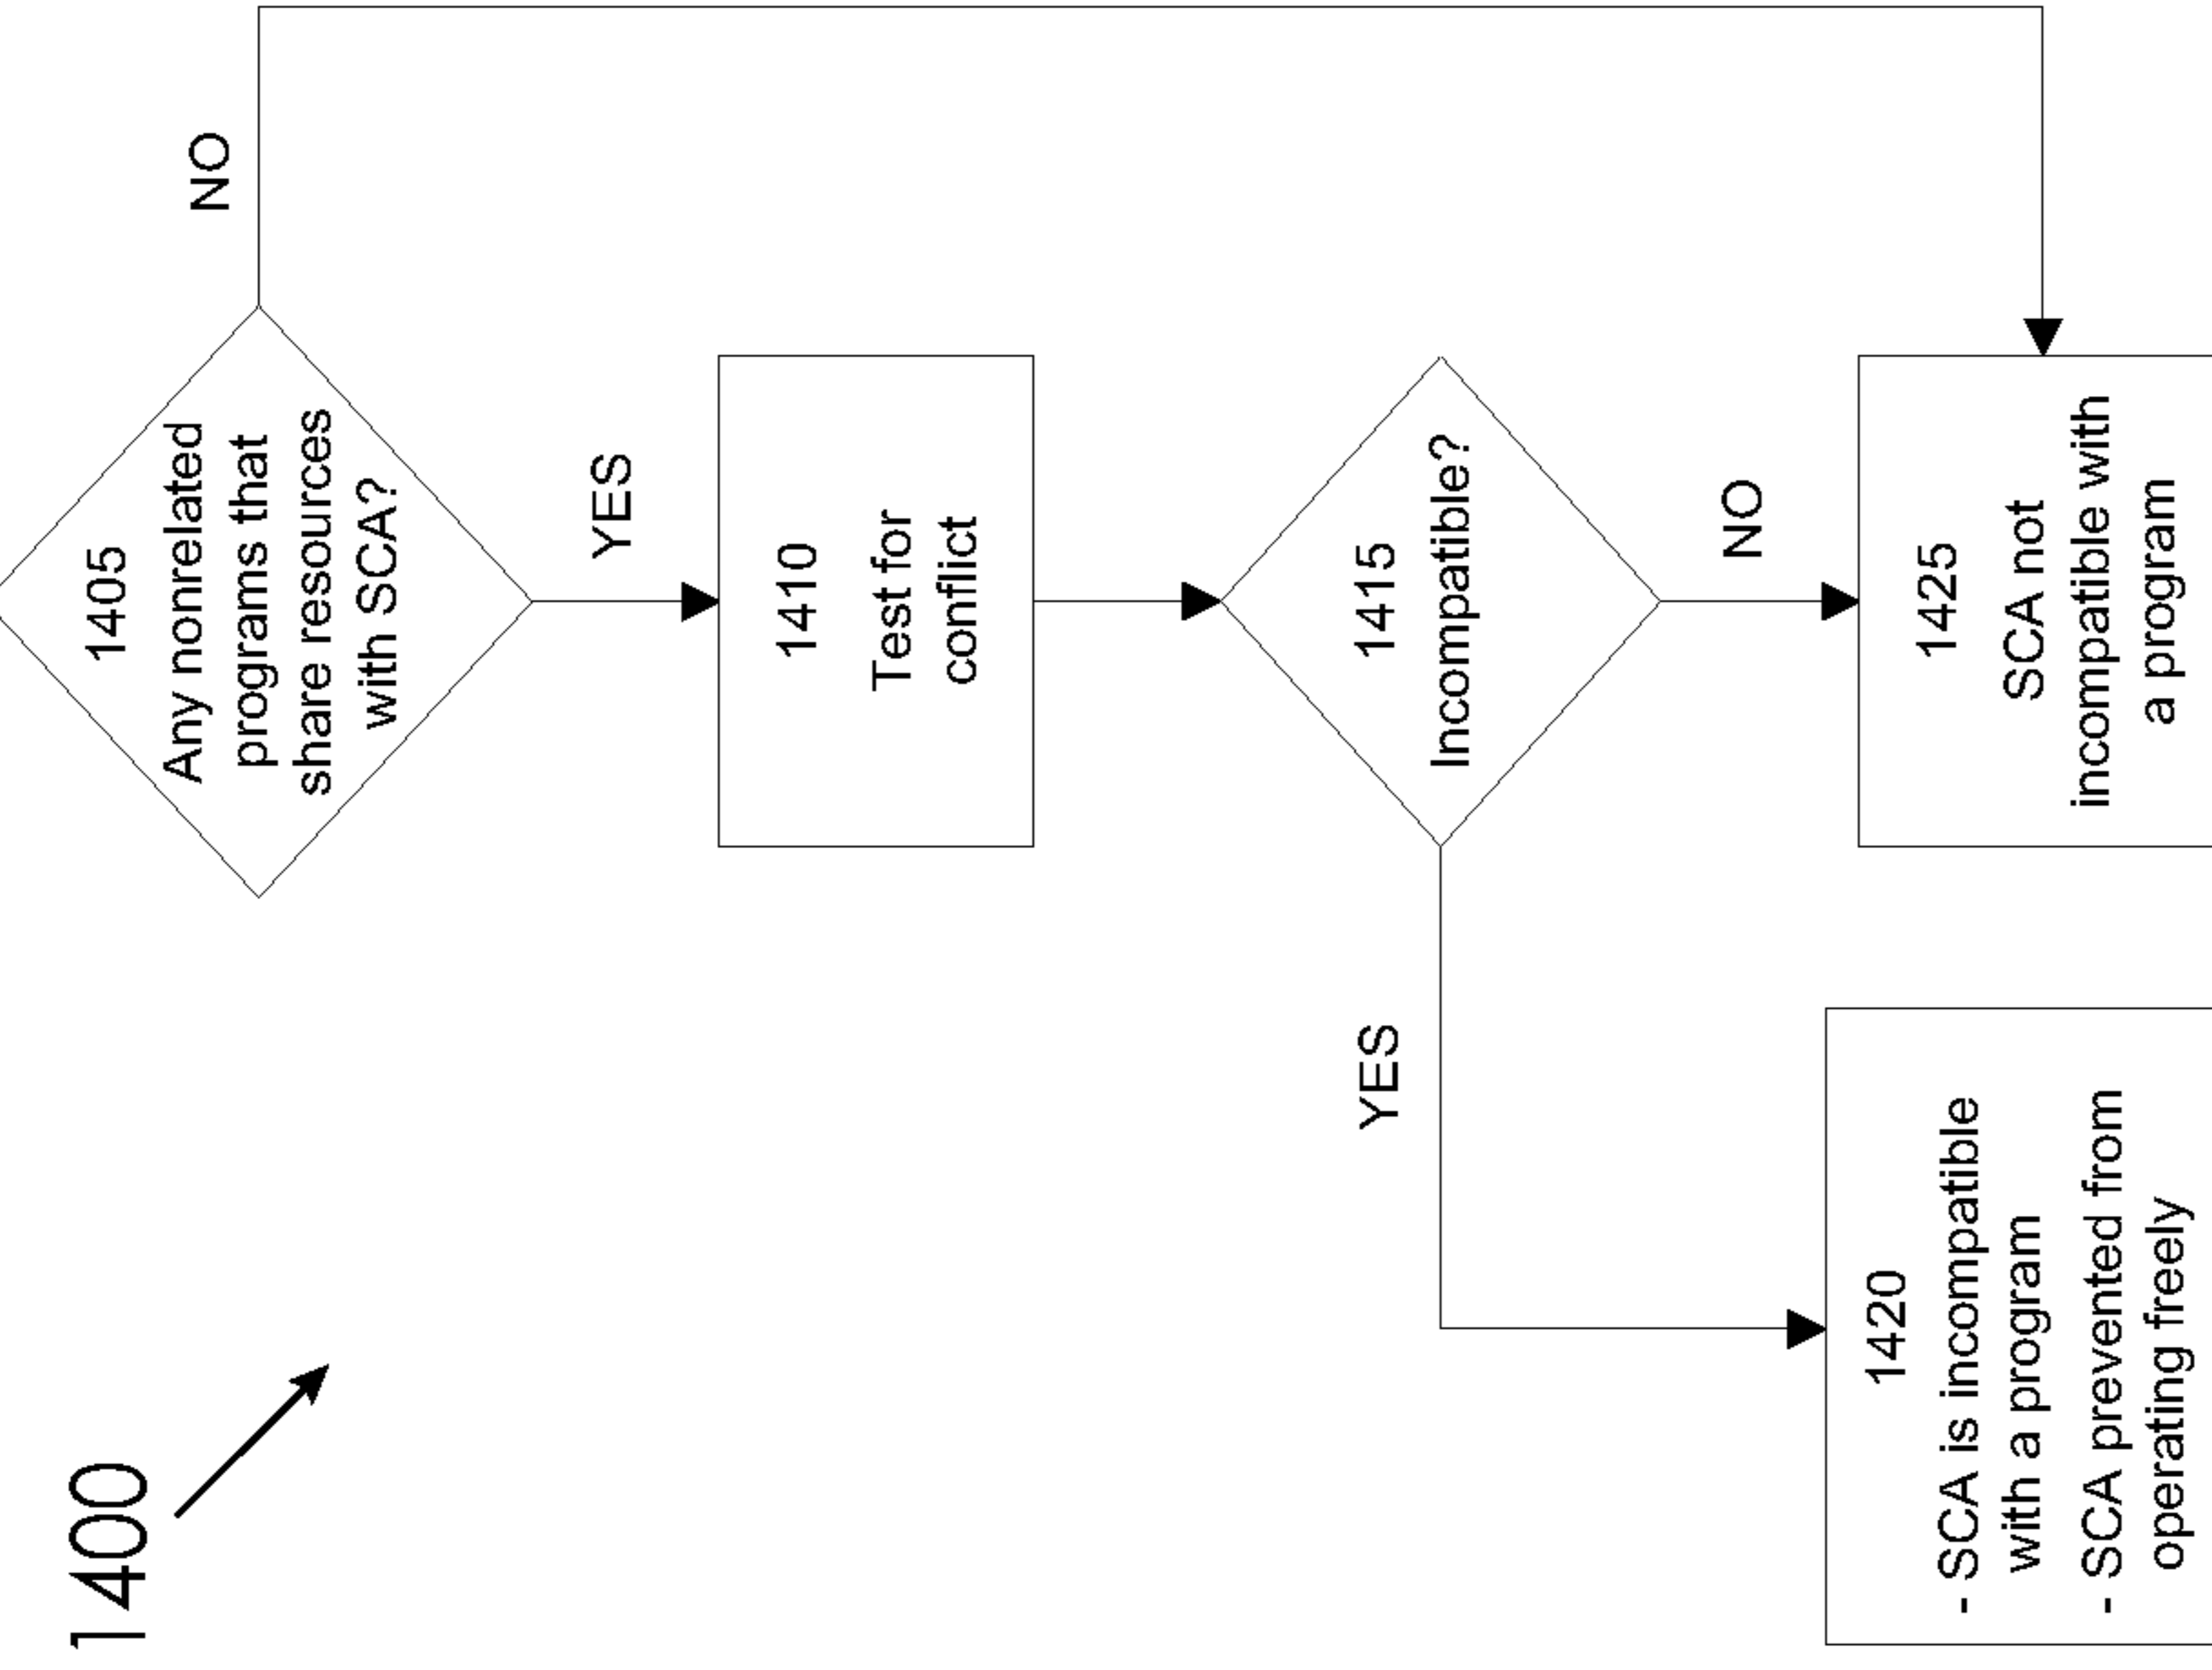 1400
1405
Any nonrelated
programs that
share resources
with SCA?
NO
YES
1410
Test for
conflict
1415
Incompatible?
YES
NO
1420
- SCA is incompatible
with a program
- SCA prevented from
operating freely
1425
SCA not
incompatible with
a program